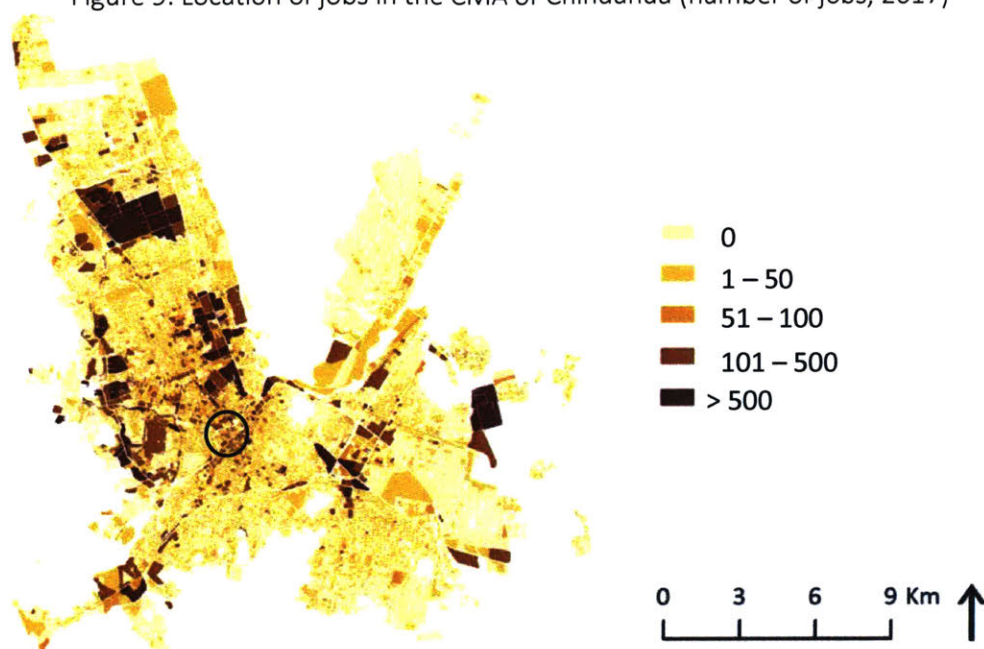 Figure 9. Location of jobs in the CMA of Chihuahua (number of jobs, 2017)
0
1 – 50
51 – 100
101 – 500
> 500
0 3 6 9 Km